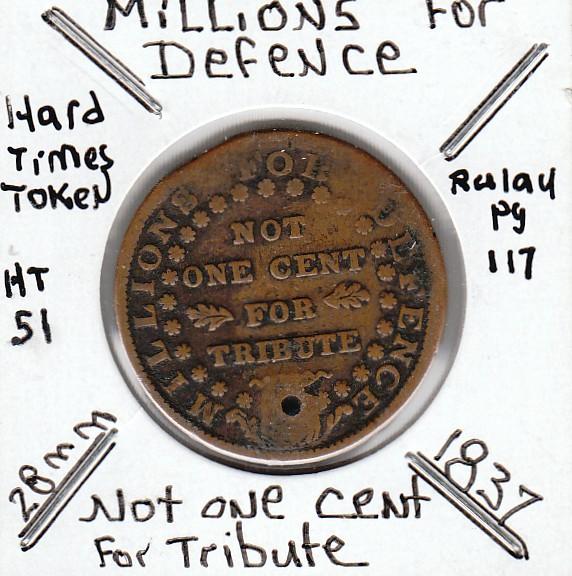 MILLIONS FOR
DEFENCE
Hard
Times
TOKEN
HT
51
Rulau
Pg
117
MILLIONS FOR DEFENCE
NOT
ONE CENT
FOR
TRIBUTE
28mm
1837
NOT ONE CENT
For Tribute